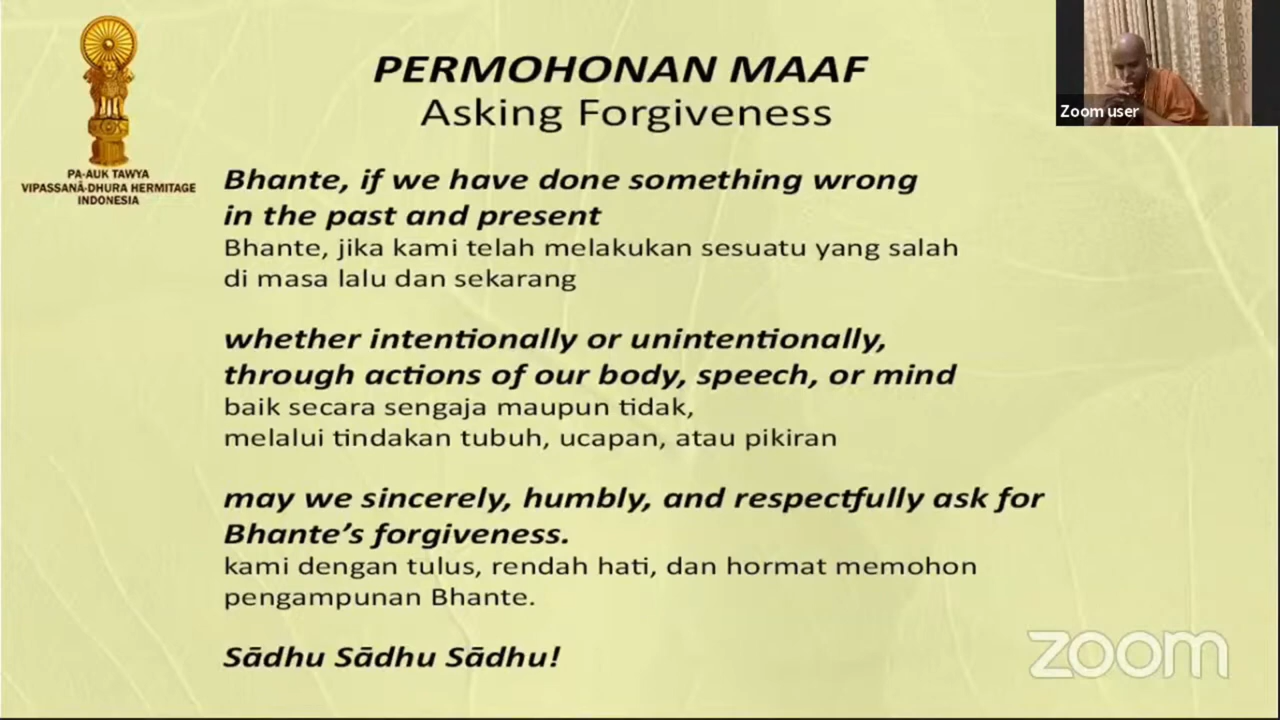 PERMOHONAN MAAF
Asking Forgiveness
PA-AUK TAWYA
VIPASSANĀ-DHURA HERMITAGE
INDONESIA
Zoom user
Bhante, if we have done something wrong
in the past and present
Bhante, jika kami telah melakukan sesuatu yang salah
di masa lalu dan sekarang
whether intentionally or unintentionally,
through actions of our body, speech, or mind
baik secara sengaja maupun tidak,
melalui tindakan tubuh, ucapan, atau pikiran
may we sincerely, humbly, and respectfully ask for
Bhante’s forgiveness.
kami dengan tulus, rendah hati, dan hormat memohon
pengampunan Bhante.
Sādhu Sādhu Sādhu!
zoom